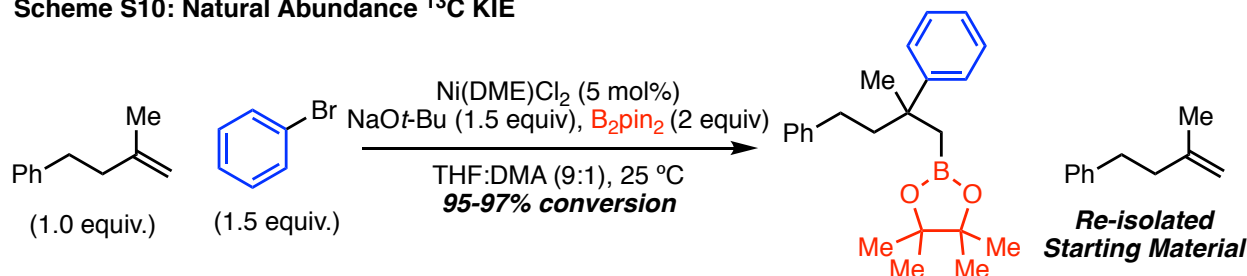 Scheme S10: Natural Abundance ¹³C KIE
Me
Ph
(1.0 equiv.)
Br
(1.5 equiv.)
Ni(DME)Cl₂ (5 mol%)
NaOt-Bu (1.5 equiv), B₂pin₂ (2 equiv)
THF:DMA (9:1), 25 ºC
95-97% conversion
Me
Ph
B
O O
Me Me
Me Me
Me
Ph
Re-isolated
Starting Material